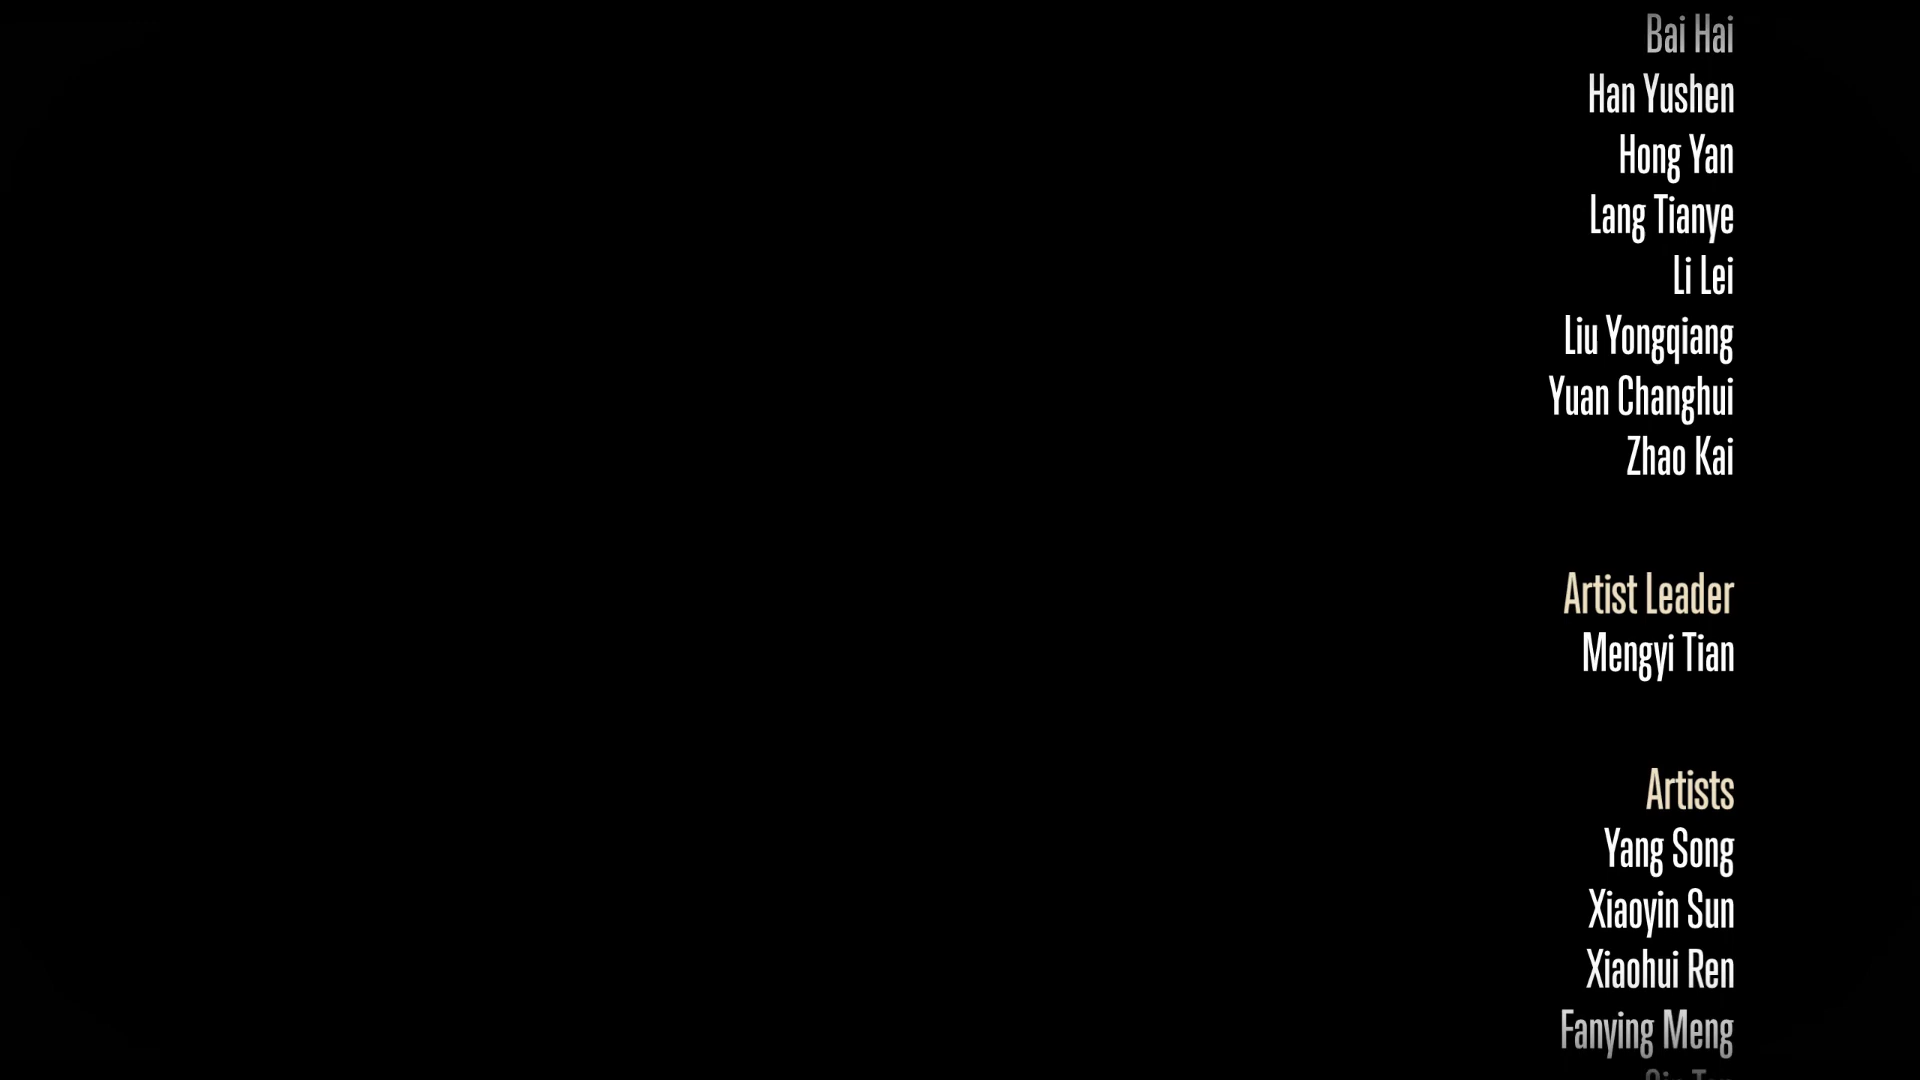 Bai Hai
Han Yushen
Hong Yan
Lang Tianye
Li Lei
Liu Yongqiang
Yuan Changhui
Zhao Kai
Artist Leader
Mengyi Tian
Artists
Yang Song
Xiaoyin Sun
Xiaohui Ren
Fanying Meng